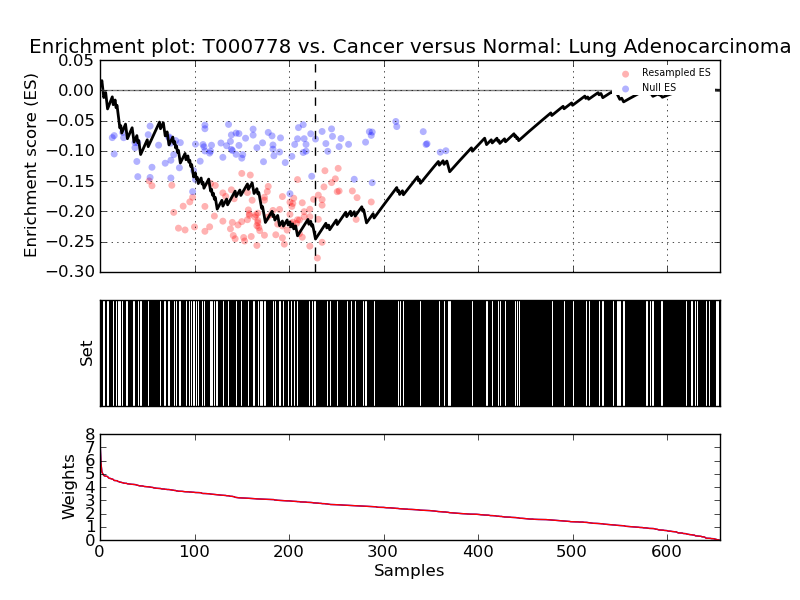 Enrichment plot: T000778 vs. Cancer versus Normal: Lung Adenocarcinoma
0.05
0.00
−0.05
−0.10
−0.15
−0.20
−0.25
−0.30
Enrichment score (ES)
Resampled ES
Null ES
Set
8
7
6
5
4
3
2
1
0
Weights
0 100 200 300 400 500 600
Samples